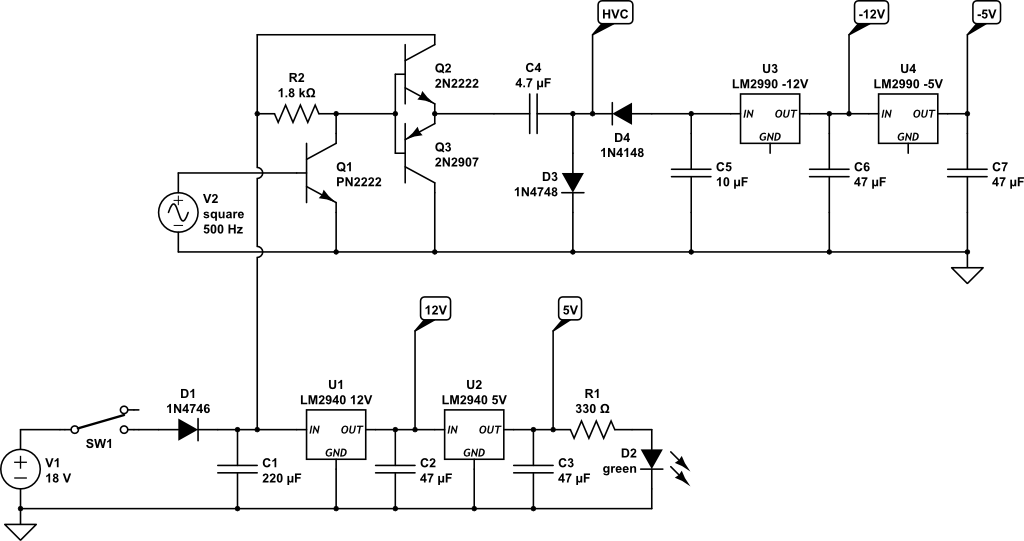 HVC
-12V
-5V
Q2
2N2222
C4
4.7 µF
U3
LM2990 -12V
U4
LM2990 -5V
R2
1.8 kΩ
IN
OUT
GND
IN
OUT
GND
D4
1N4148
Q3
2N2907
Q1
PN2222
D3
1N4748
C5
10 µF
C6
47 µF
C7
47 µF
V2
square
500 Hz
12V
5V
D1
1N4746
U1
LM2940 12V
U2
LM2940 5V
R1
330 Ω
SW1
IN
OUT
GND
IN
OUT
GND
V1
18 V
C1
220 µF
C2
47 µF
C3
47 µF
D2
green